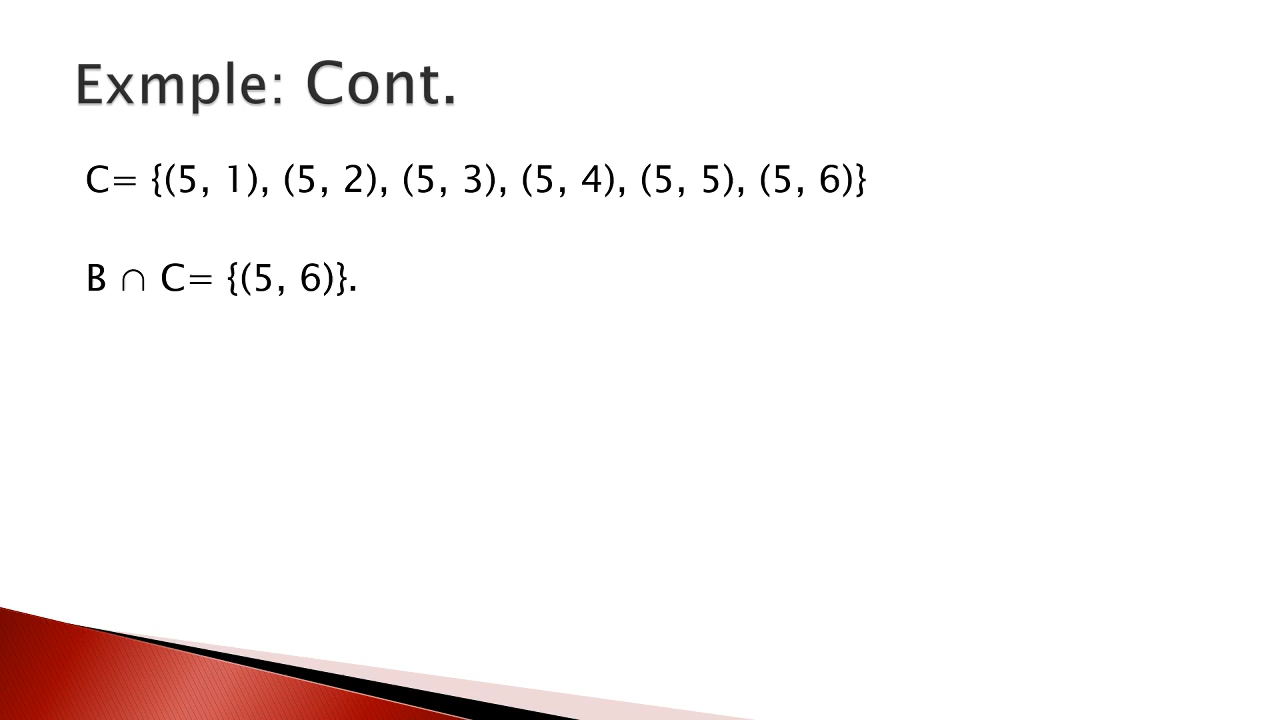 Exmple: Cont.
C= {(5, 1), (5, 2), (5, 3), (5, 4), (5, 5), (5, 6)}
B ∩ C= {(5, 6)}.